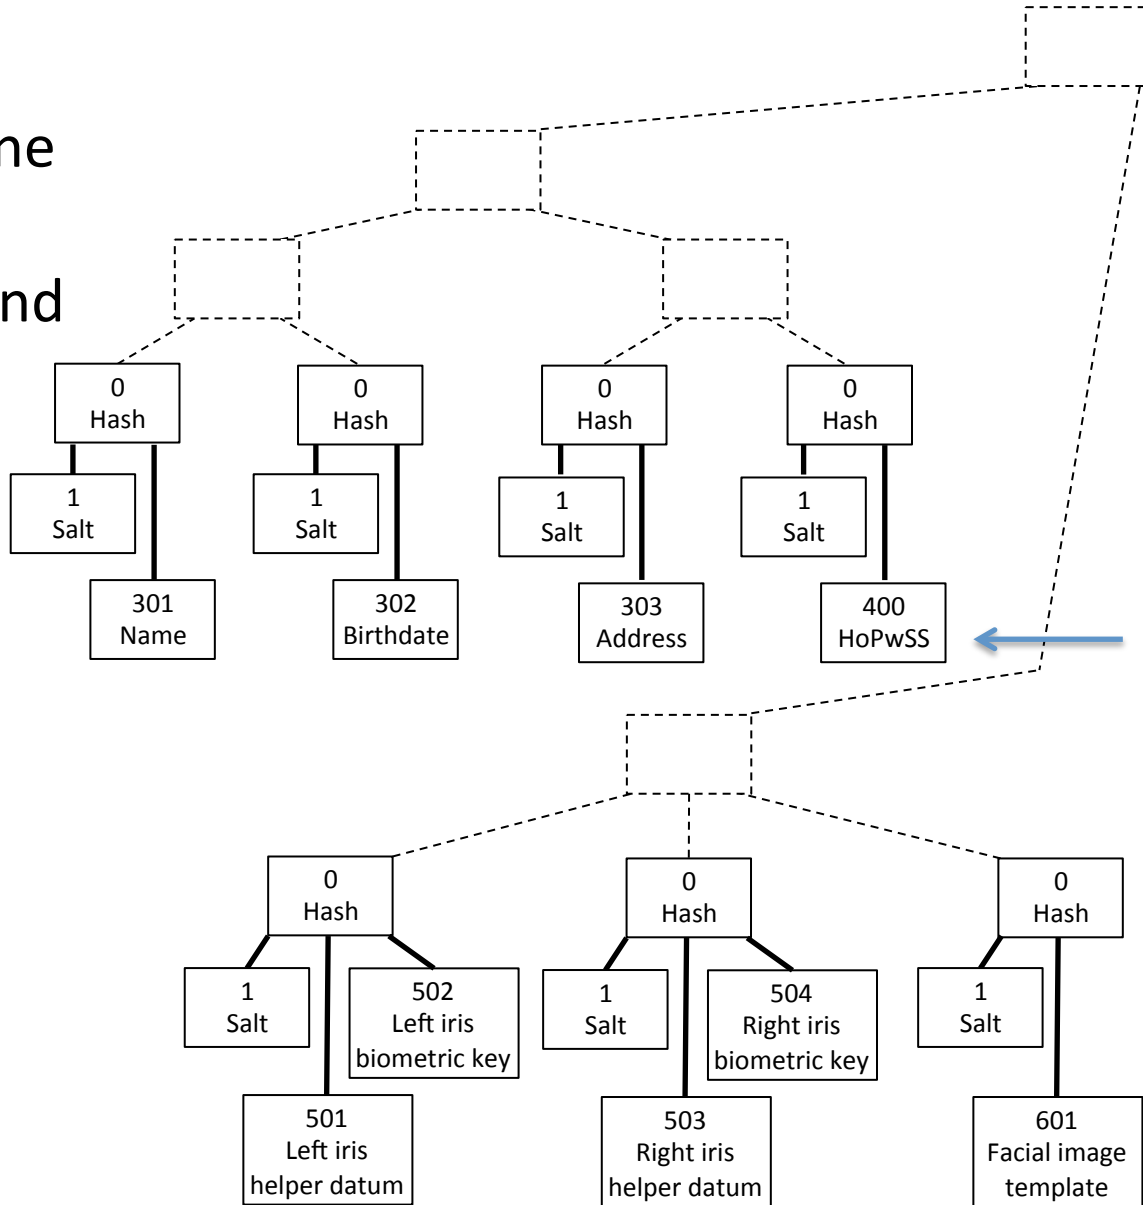 ne
nd
0
Hash
0
Hash
0
Hash
0
Hash
1
Salt
1
Salt
1
Salt
1
Salt
301
Name
302
Birthdate
303
Address
400
HoPwSS
0
Hash
0
Hash
0
Hash
1
Salt
502
Left iris
biometric key
1
Salt
504
Right iris
biometric key
1
Salt
501
Left iris
helper datum
503
Right iris
helper datum
601
Facial image
template